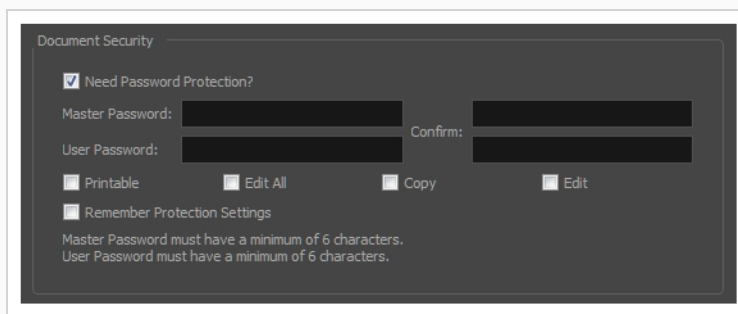 Document Security
Need Password Protection?
Master Password:
Confirm:
User Password:
Printable Edit All Copy Edit
Remember Protection Settings
Master Password must have a minimum of 6 characters.
User Password must have a minimum of 6 characters.